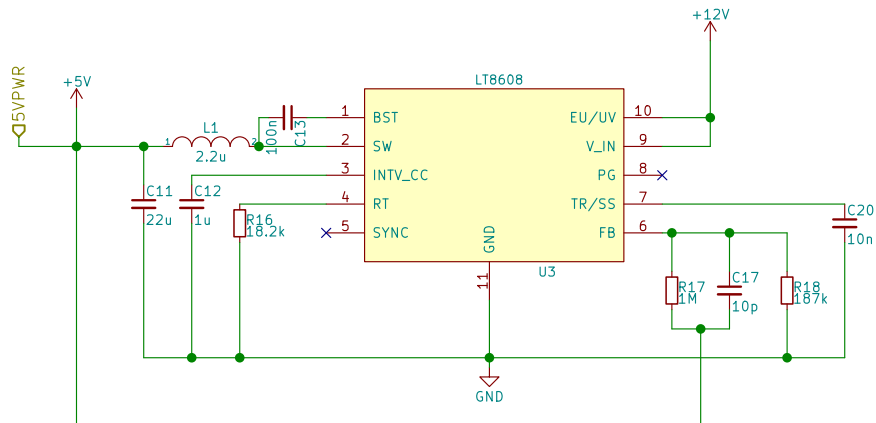 +12V
5VPWR
+5V
LT8608
L1
1
2
2.2u
100n
C13
1
BST
2
SW
3
INTV_CC
4
RT
5
SYNC
GND
11
EU/UV
10
V_IN
9
PG
8
TR/SS
7
FB
6
U3
C11
22u
C12
1u
R16
18.2k
C20
10n
R17
1M
C17
10p
R18
187k
GND